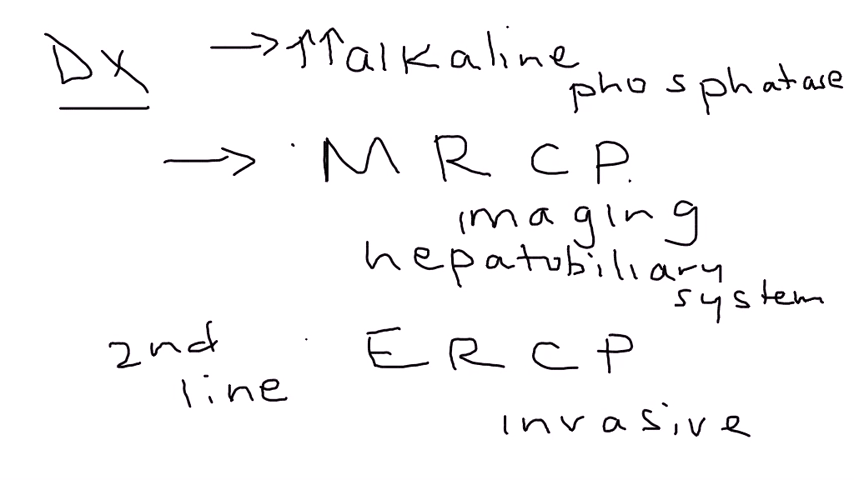 Dx → ↑↑alkaline
phosphatase
→ MRCP
imaging
hepatobiliary
system
2nd line ERCP
invasive